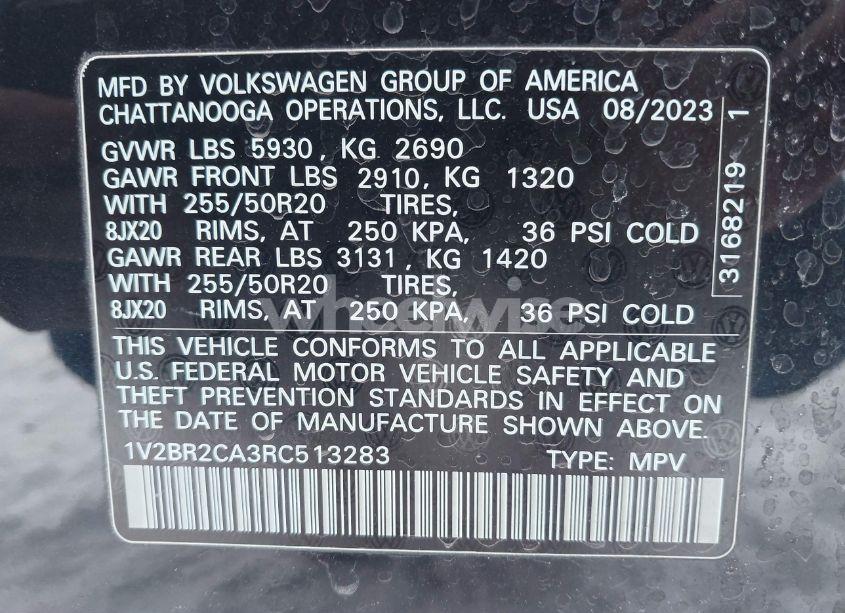 MFD BY VOLKSWAGEN GROUP OF AMERICA
CHATTANOOGA OPERATIONS, LLC. USA 08/2023
GVWR LBS 5930, KG 2690
GAWR FRONT LBS 2910, KG 1320
WITH 255/50R20 TIRES,
8JX20 RIMS, AT 250 KPA, 36 PSI COLD
GAWR REAR LBS 3131, KG 1420
WITH 255/50R20 TIRES,
8JX20 RIMS, AT 250 KPA, 36 PSI COLD
3168219 1
wheelwise
THIS VEHICLE CONFORMS TO ALL APPLICABLE
U.S. FEDERAL MOTOR VEHICLE SAFETY AND
THEFT PREVENTION STANDARDS IN EFFECT ON
THE DATE OF MANUFACTURE SHOWN ABOVE.
1V2BR2CA3RC513283 TYPE: MPV